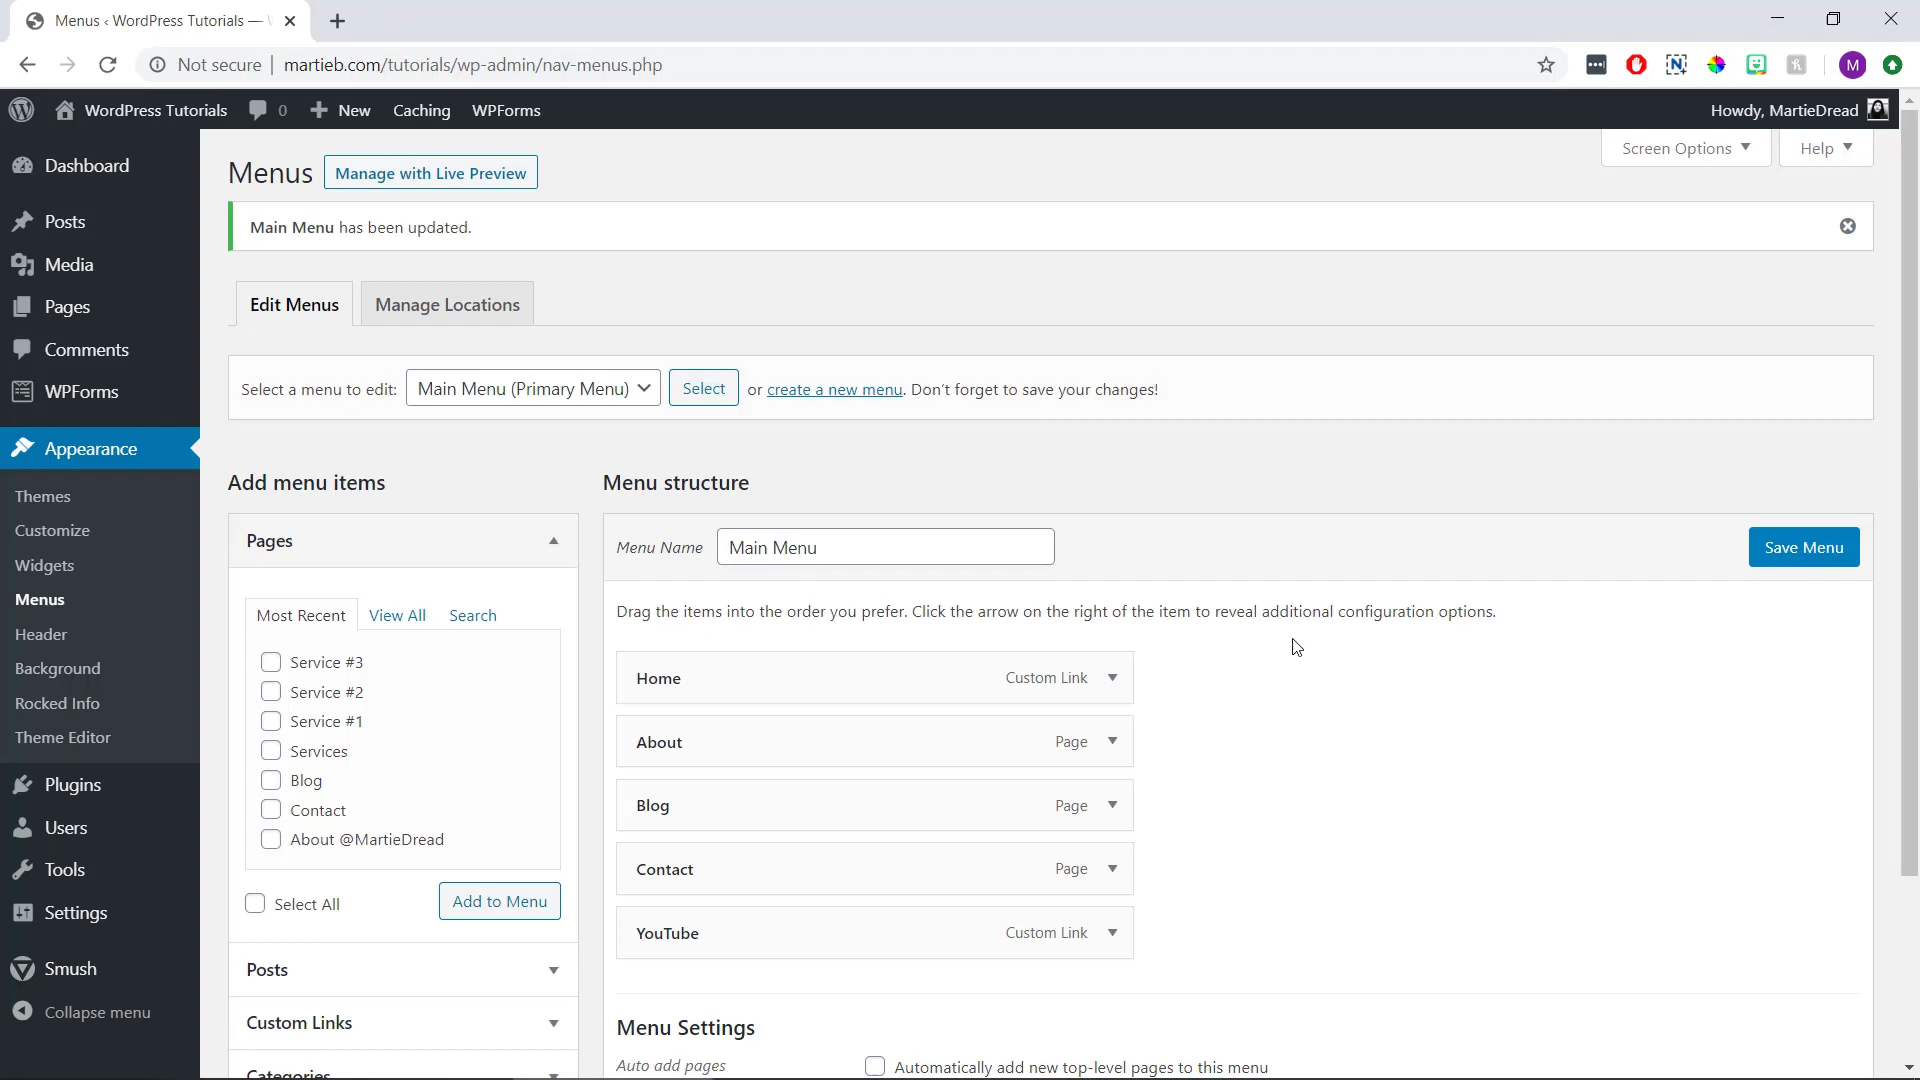 Menus ‹ WordPress Tutorials —
Not secure | martieb.com/tutorials/wp-admin/nav-menus.php
M
WordPress Tutorials 0 New Caching WPForms Howdy, MartieDread
Dashboard
Posts
Media
Pages
Comments
WPForms
Appearance
Themes
Customize
Widgets
Menus
Header
Background
Rocked Info
Theme Editor
Plugins
Users
Tools
Settings
Smush
Collapse menu
Screen Options Help
Menus Manage with Live Preview
Main Menu has been updated.
Edit Menus Manage Locations
Select a menu to edit: Main Menu (Primary Menu) Select or create a new menu. Don't forget to save your changes!
Add menu items
Pages
Most Recent View All Search
Service #3
Service #2
Service #1
Services
Blog
Contact
About @MartieDread
Select All Add to Menu
Posts
Custom Links
Categories
Menu structure
Menu Name Main Menu Save Menu
Drag the items into the order you prefer. Click the arrow on the right of the item to reveal additional configuration options.
Home Custom Link
About Page
Blog Page
Contact Page
YouTube Custom Link
Menu Settings
Auto add pages Automatically add new top-level pages to this menu